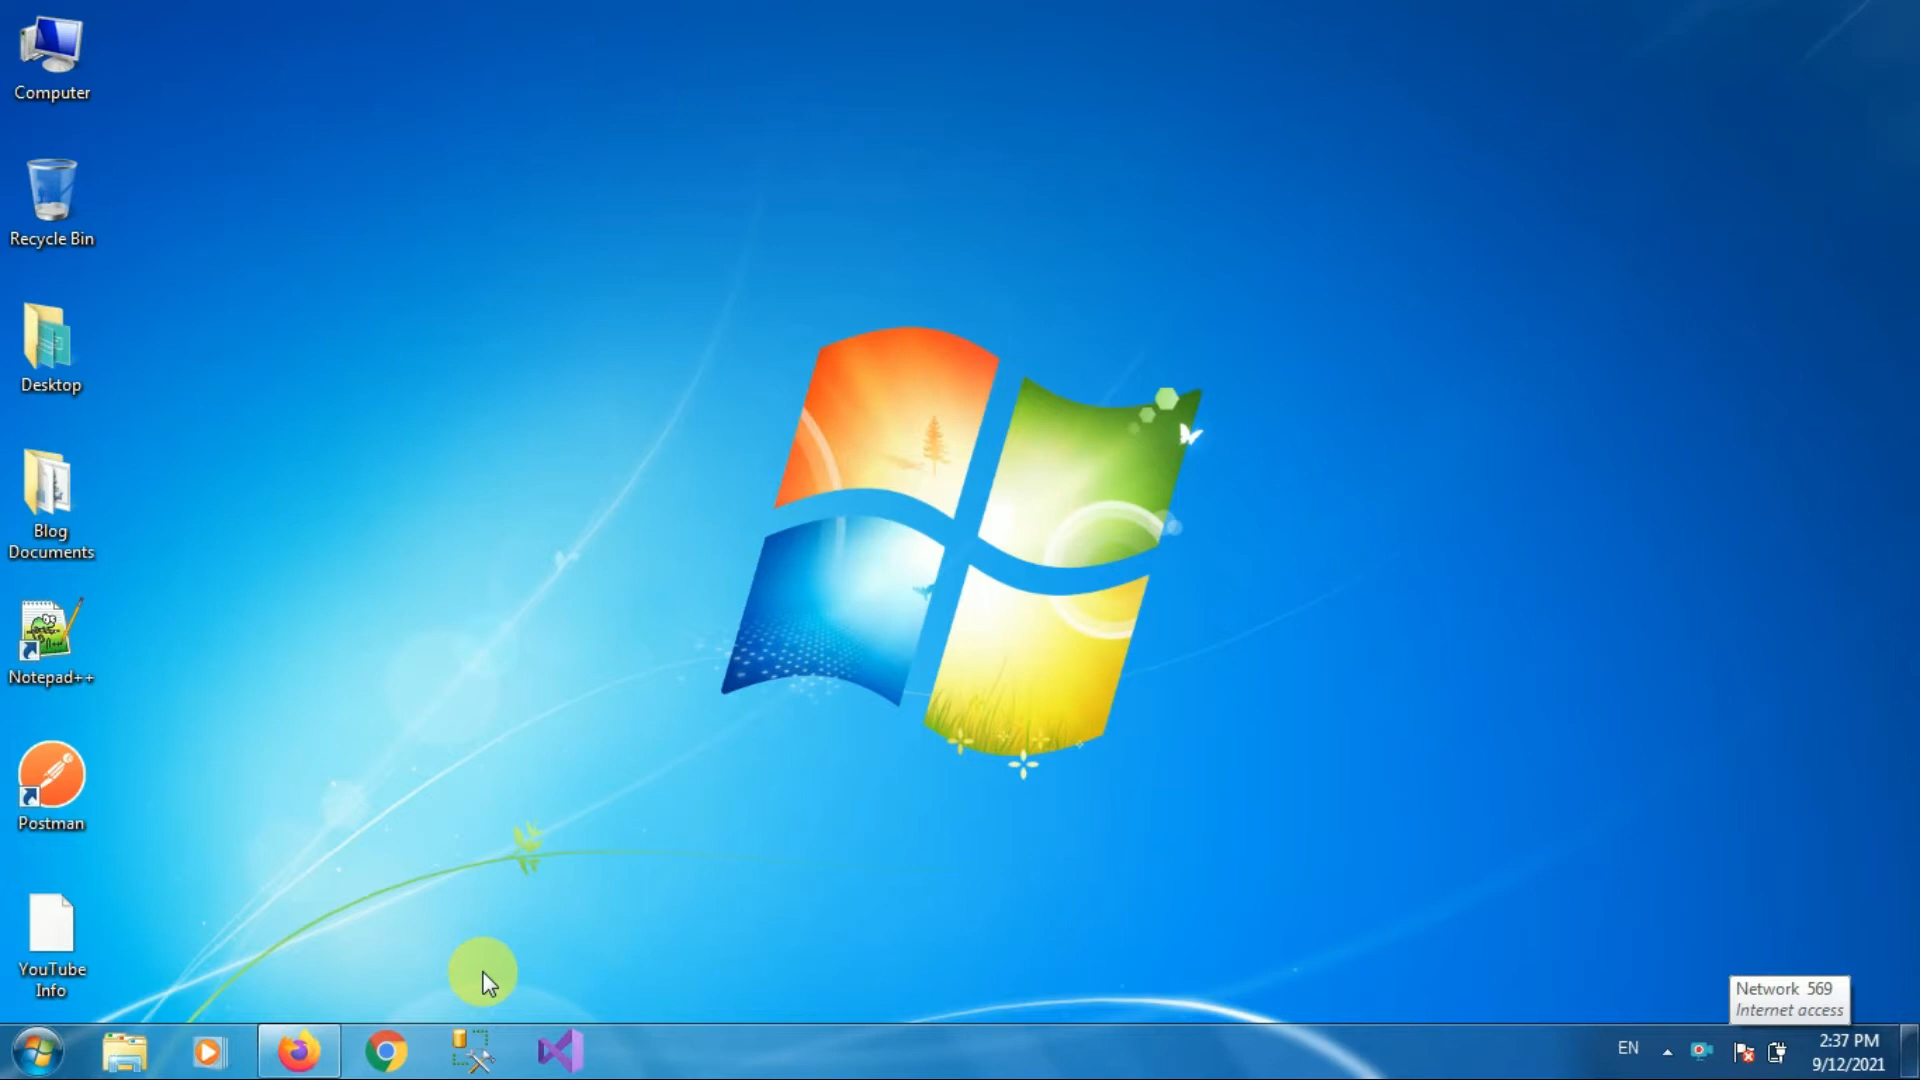 Computer
Recycle Bin
Desktop
Blog
Documents
Notepad++
Postman
YouTube
Info
Network 569
Internet access
EN
2:37 PM
9/12/2021